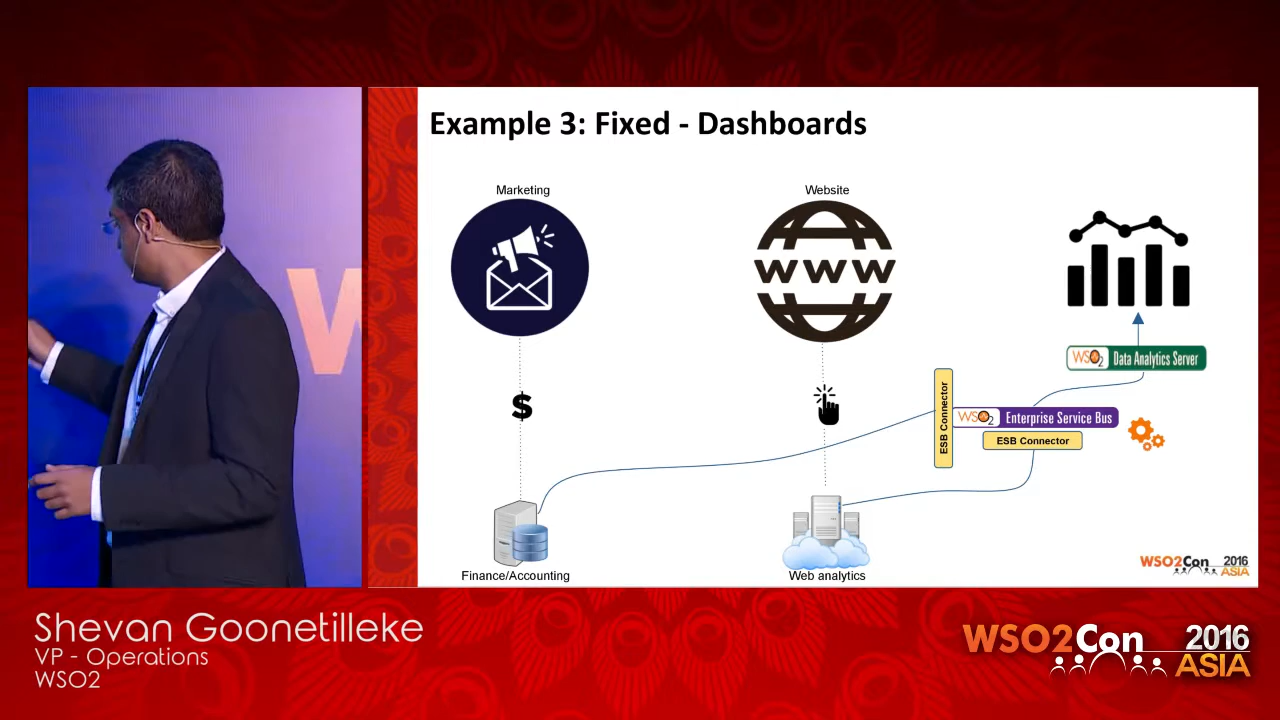 Example 3: Fixed - Dashboards
Marketing
Website
WWW
$
WSO2 Data Analytics Server
ESB Connector
WSO2 Enterprise Service Bus
ESB Connector
Finance/Accounting
Web analytics
WSO2Con 2016
ASIA
W
Shevan Goonetilleke
VP - Operations
WSO2
WSO2Con 2016
ASIA